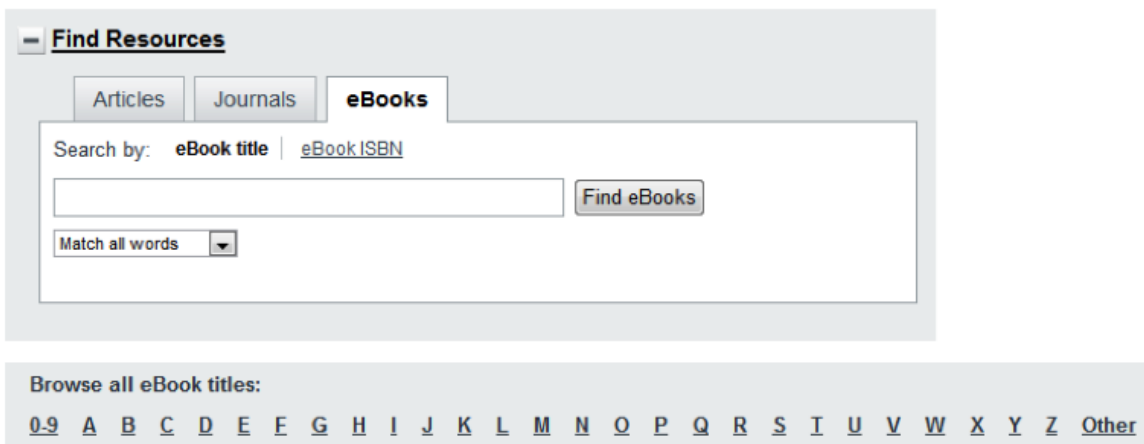 Find Resources
Articles Journals eBooks
Search by: eBook title eBook ISBN
Find eBooks
Match all words
Browse all eBook titles:
0-9 A B C D E F G H I J K L M N O P Q R S T U V W X Y Z Other